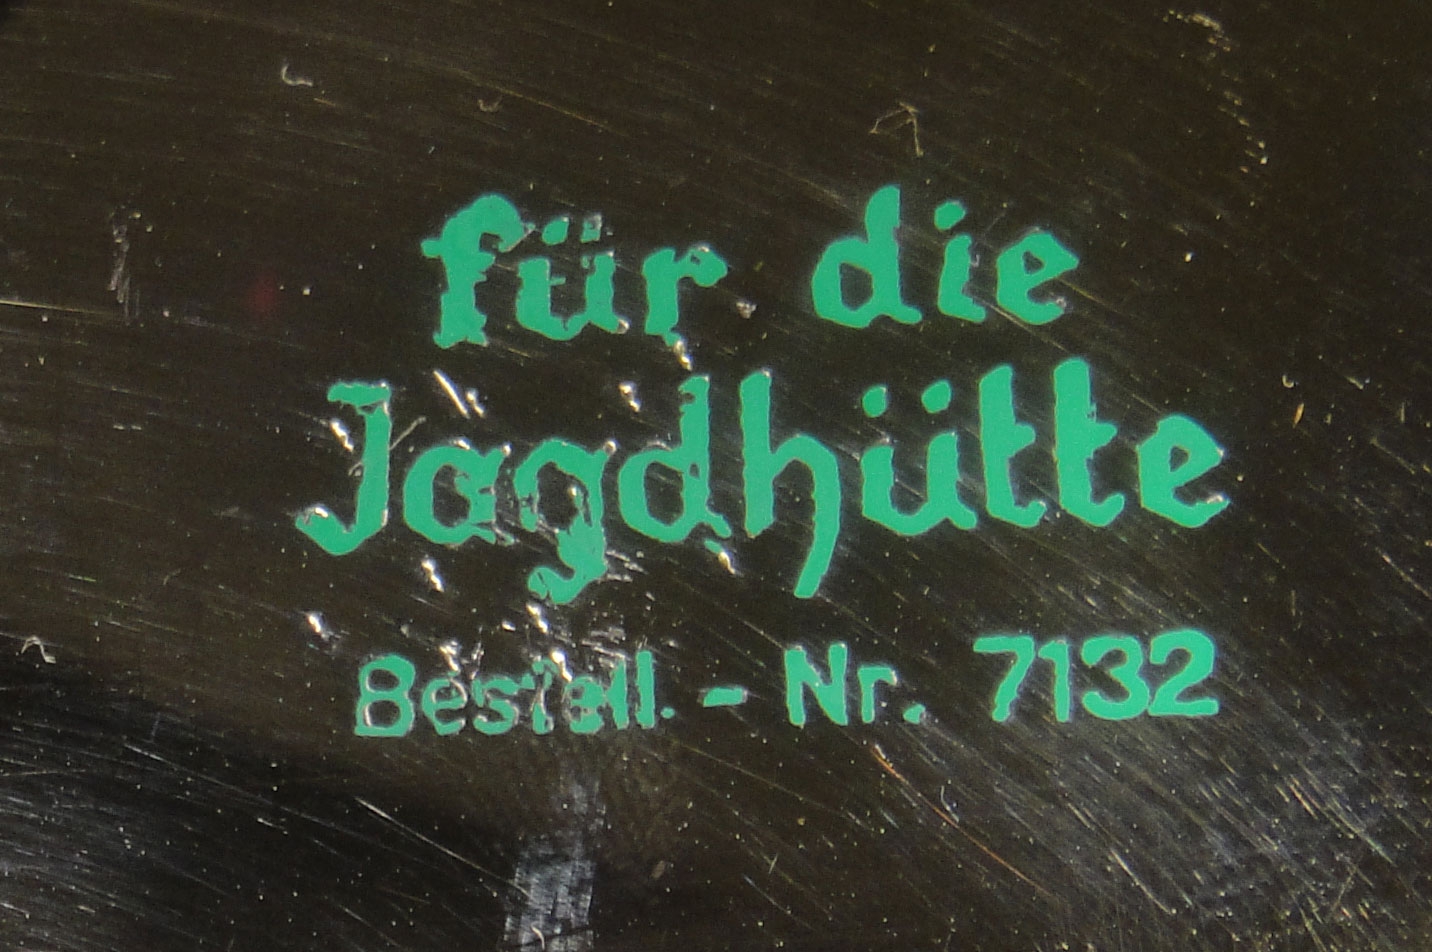 für die
Jagdhütte
Bestell. - Nr. 7132